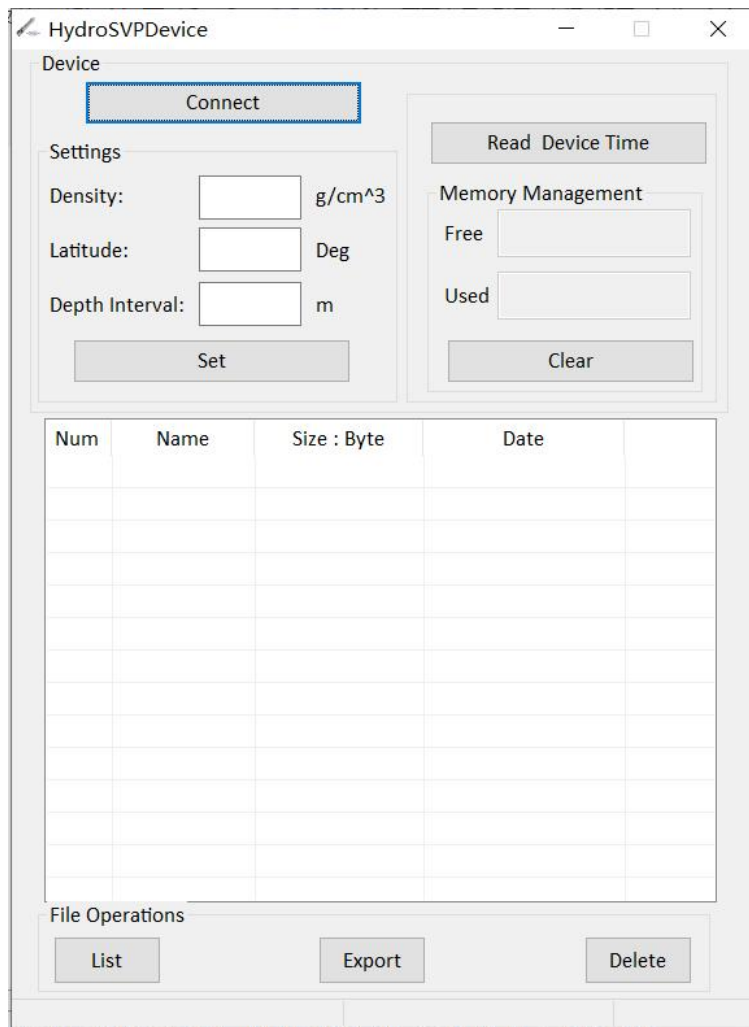 HydroSVPDevice
Device
Connect
Settings
Density: g/cm^3
Latitude: Deg
Depth Interval: m
Set
Read Device Time
Memory Management
Free
Used
Clear
Num Name Size : Byte Date
File Operations
List Export Delete